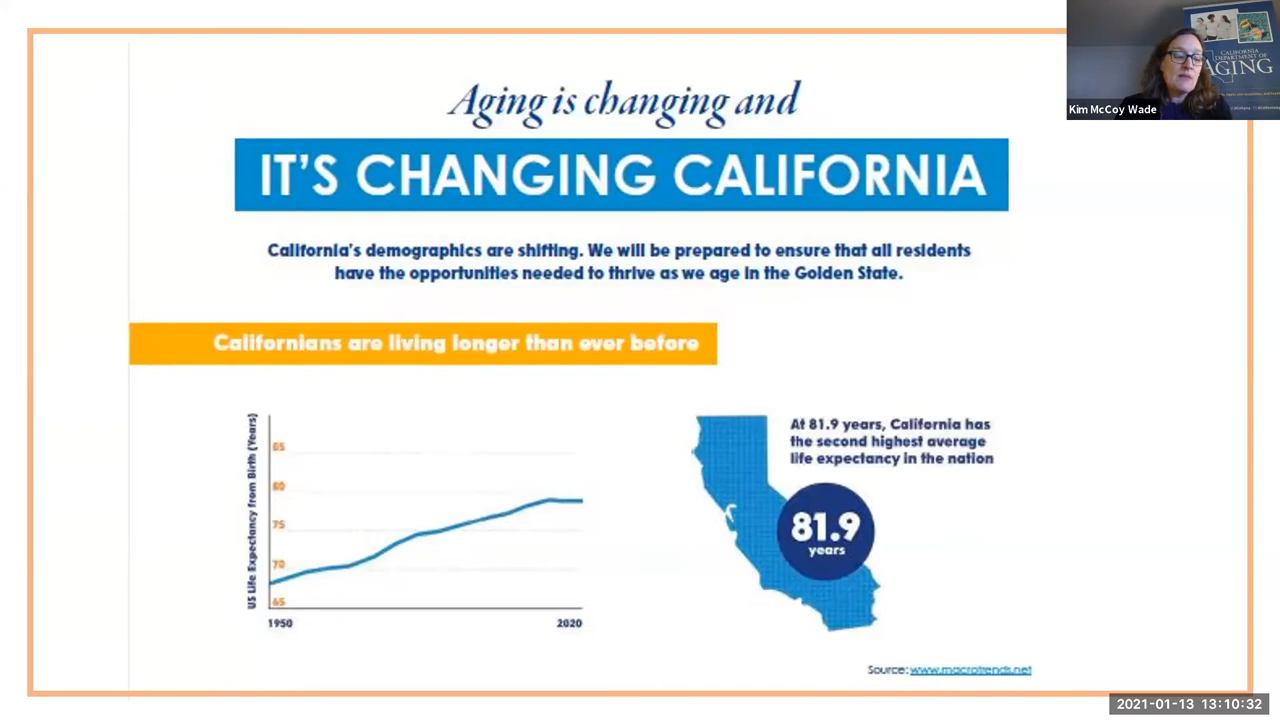 Aging is changing and
IT'S CHANGING CALIFORNIA
California's demographics are shifting. We will be prepared to ensure that all residents
have the opportunities needed to thrive as we age in the Golden State.
Californians are living longer than ever before
US Life Expectancy from Birth (Years)
85
80
75
70
65
1950
2020
At 81.9 years, California has
the second highest average
life expectancy in the nation
81.9
years
Source: www.macrotrends.net
CALIFORNIA
DEPARTMENT OF
AGING
Kim McCoy Wade
2021-01-13 13:10:32